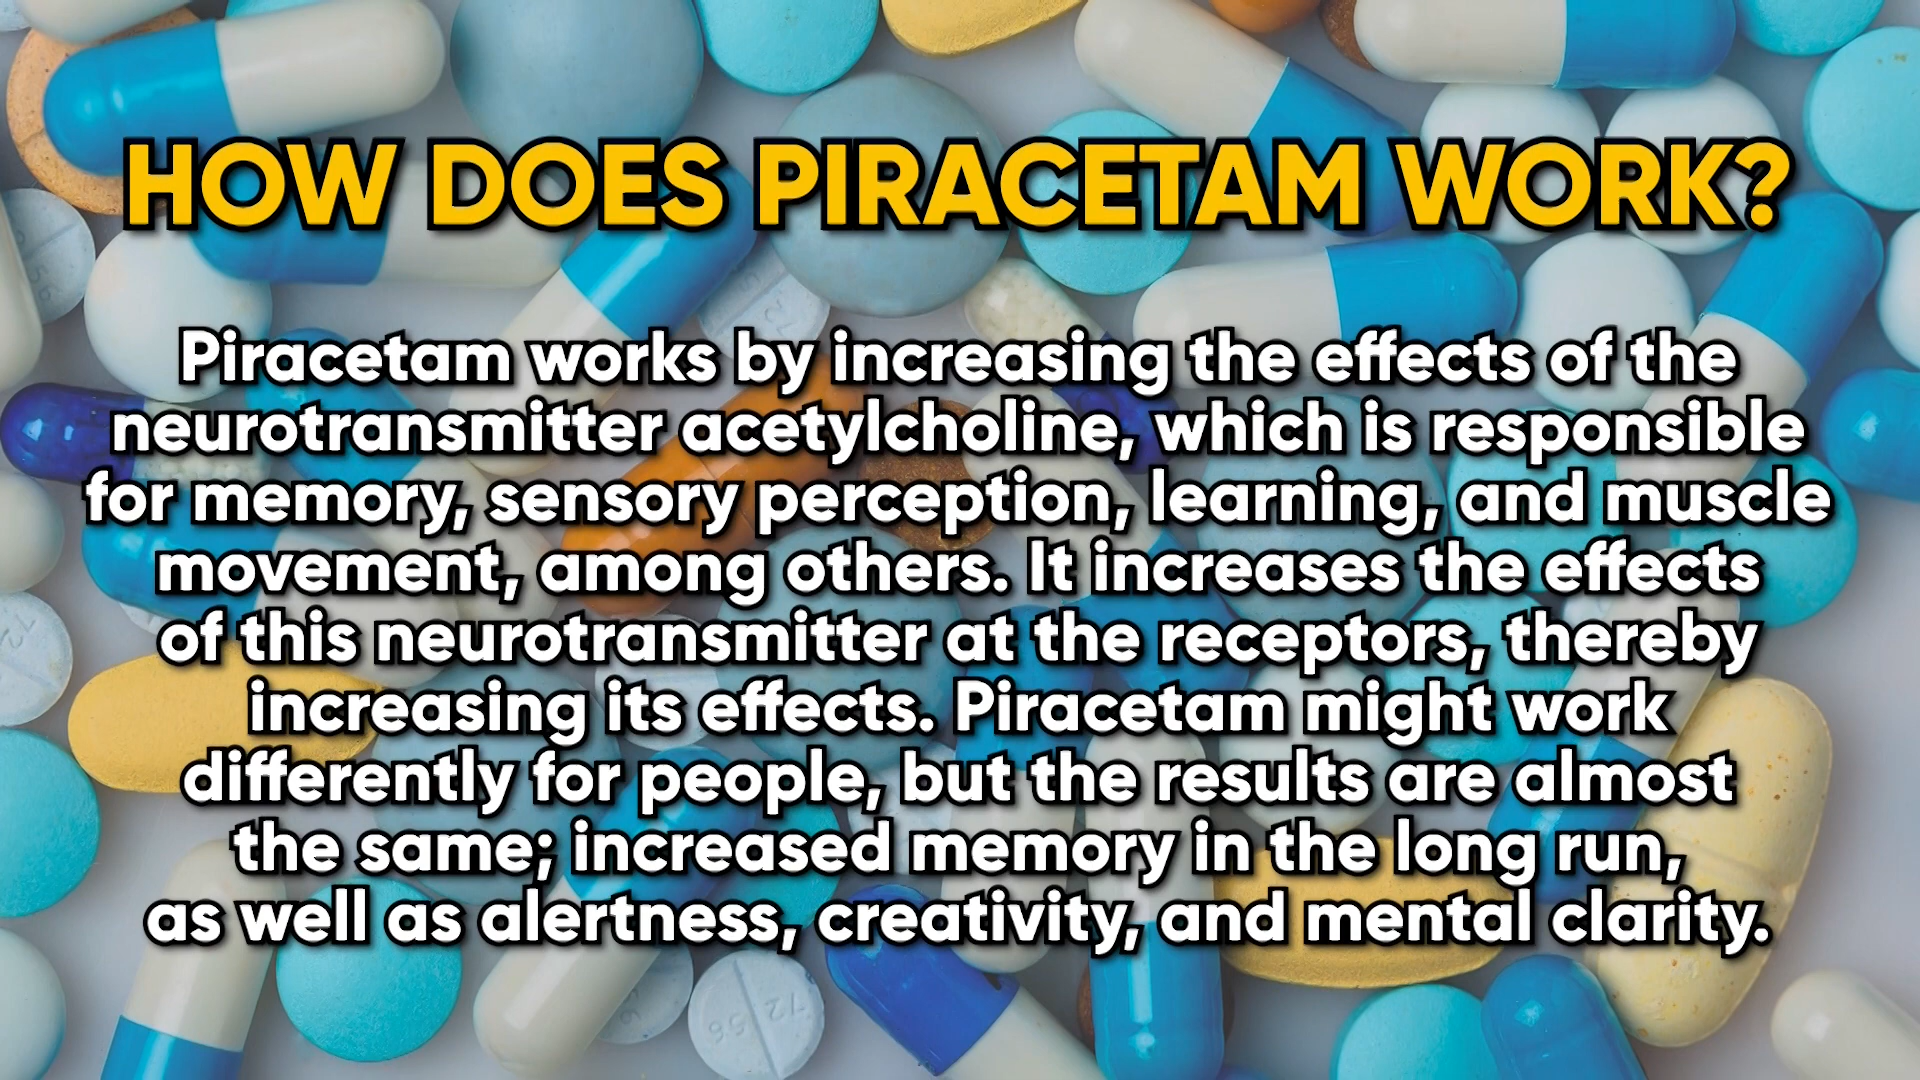 HOW DOES PIRACETAM WORK?
Piracetam works by increasing the effects of the
neurotransmitter acetylcholine, which is responsible
for memory, sensory perception, learning, and muscle
movement, among others. It increases the effects
of this neurotransmitter at the receptors, thereby
increasing its effects. Piracetam might work
differently for people, but the results are almost
the same; increased memory in the long run,
as well as alertness, creativity, and mental clarity.
72
56